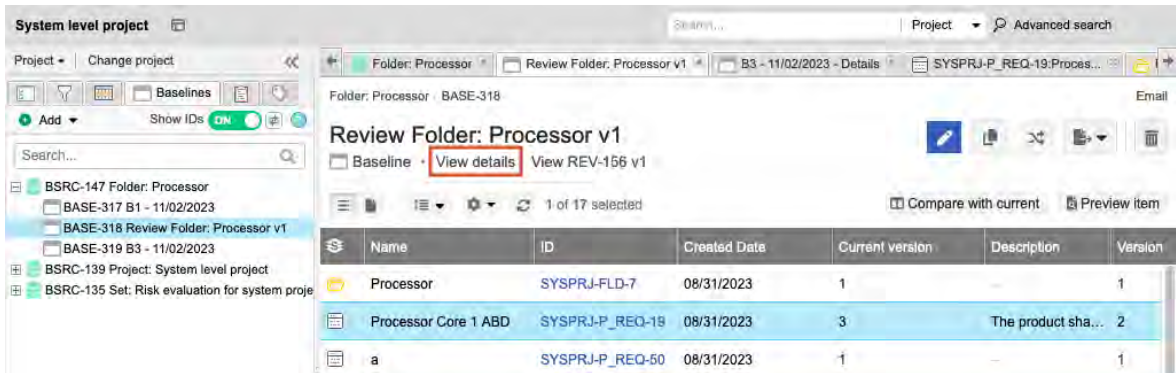 System level project
Search... Project Advanced search
Project Change project
Folder: Processor Review Folder: Processor v1 B3 - 11/02/2023 - Details SYSPRJ-P_REQ-19:Proces...
Baselines
Folder: Processor BASE-318 Email
Add Show IDs ON
Review Folder: Processor v1
Search...
Baseline • View details View REV-156 v1
BSRC-147 Folder: Processor
BASE-317 B1 - 11/02/2023
BASE-318 Review Folder: Processor v1
BASE-319 B3 - 11/02/2023
BSRC-139 Project: System level project
BSRC-135 Set: Risk evaluation for system proje
1 of 17 selected Compare with current Preview item
Name ID Created Date Current version Description Version
Processor SYSPRJ-FLD-7 08/31/2023 1 — 1
Processor Core 1 ABD SYSPRJ-P_REQ-19 08/31/2023 3 The product sha... 2
a SYSPRJ-P_REQ-50 08/31/2023 1 — 1